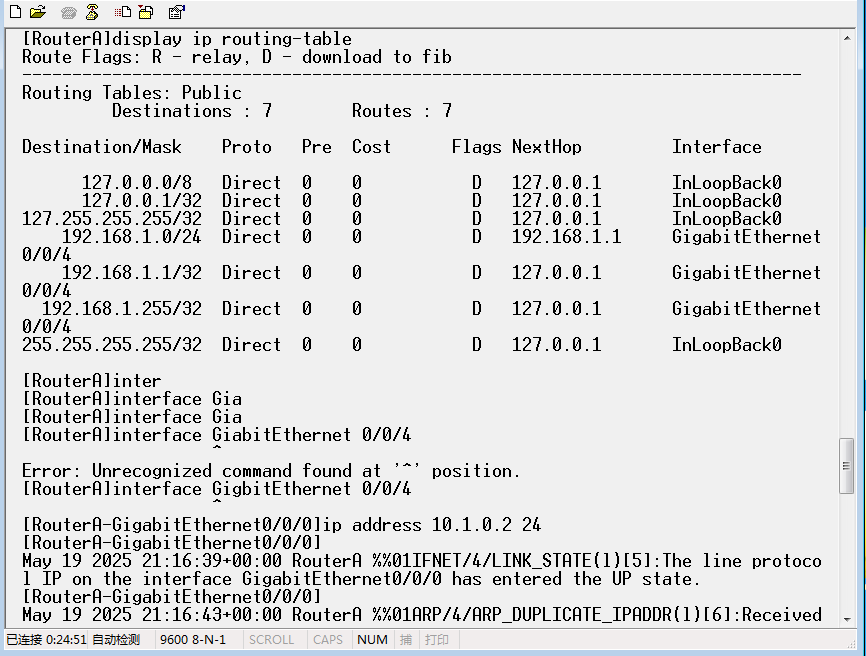 [RouterA]display ip routing-table
Route Flags: R - relay, D - download to fib
------------------------------------------------------------------------------
Routing Tables: Public
         Destinations : 7        Routes : 7
Destination/Mask    Proto   Pre  Cost      Flags NextHop         Interface
      127.0.0.0/8   Direct  0    0           D   127.0.0.1       InLoopBack0
      127.0.0.1/32  Direct  0    0           D   127.0.0.1       InLoopBack0
127.255.255.255/32  Direct  0    0           D   127.0.0.1       InLoopBack0
    192.168.1.0/24  Direct  0    0           D   192.168.1.1     GigabitEthernet
0/0/4
    192.168.1.1/32  Direct  0    0           D   127.0.0.1       GigabitEthernet
0/0/4
  192.168.1.255/32  Direct  0    0           D   127.0.0.1       GigabitEthernet
0/0/4
255.255.255.255/32  Direct  0    0           D   127.0.0.1       InLoopBack0
[RouterA]inter
[RouterA]interface Gia
[RouterA]interface Gia
[RouterA]interface GiabitEthernet 0/0/4
                   ^
Error: Unrecognized command found at '^' position.
[RouterA]interface GigbitEthernet 0/0/4
                   ^
[RouterA-GigabitEthernet0/0/0]ip address 10.1.0.2 24
[RouterA-GigabitEthernet0/0/0]
May 19 2025 21:16:39+00:00 RouterA %%01IFNET/4/LINK_STATE(l)[5]:The line protoco
l IP on the interface GigabitEthernet0/0/0 has entered the UP state.
[RouterA-GigabitEthernet0/0/0]
May 19 2025 21:16:43+00:00 RouterA %%01ARP/4/ARP_DUPLICATE_IPADDR(l)[6]:Received
已连接 0:24:51 自动检测 9600 8-N-1 SCROLL CAPS NUM 捕 打印